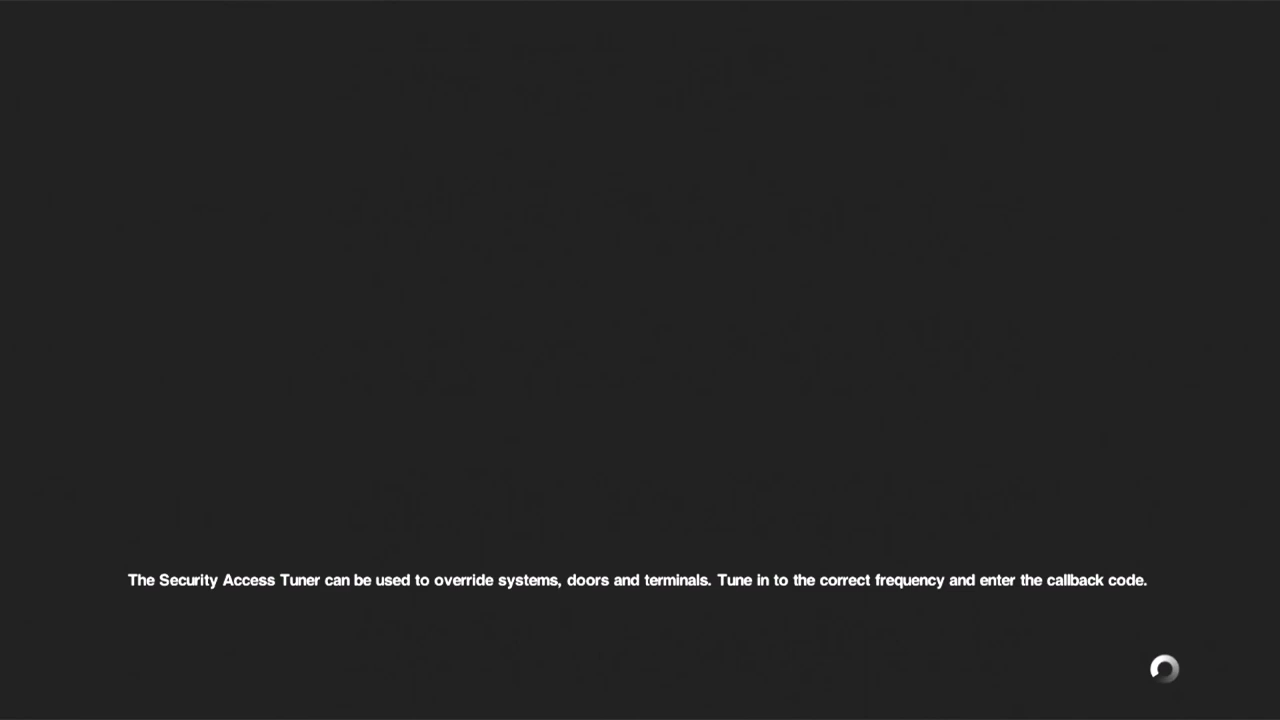 The Security Access Tuner can be used to override systems, doors and terminals. Tune in to the correct frequency and enter the callback code.